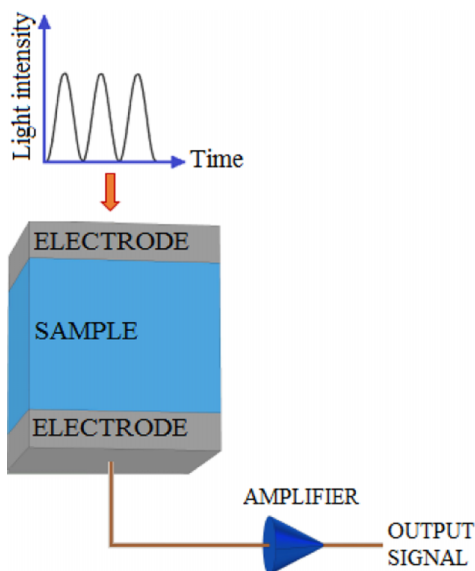 Light intensity
Time
ELECTRODE
SAMPLE
ELECTRODE
AMPLIFIER
OUTPUT
SIGNAL